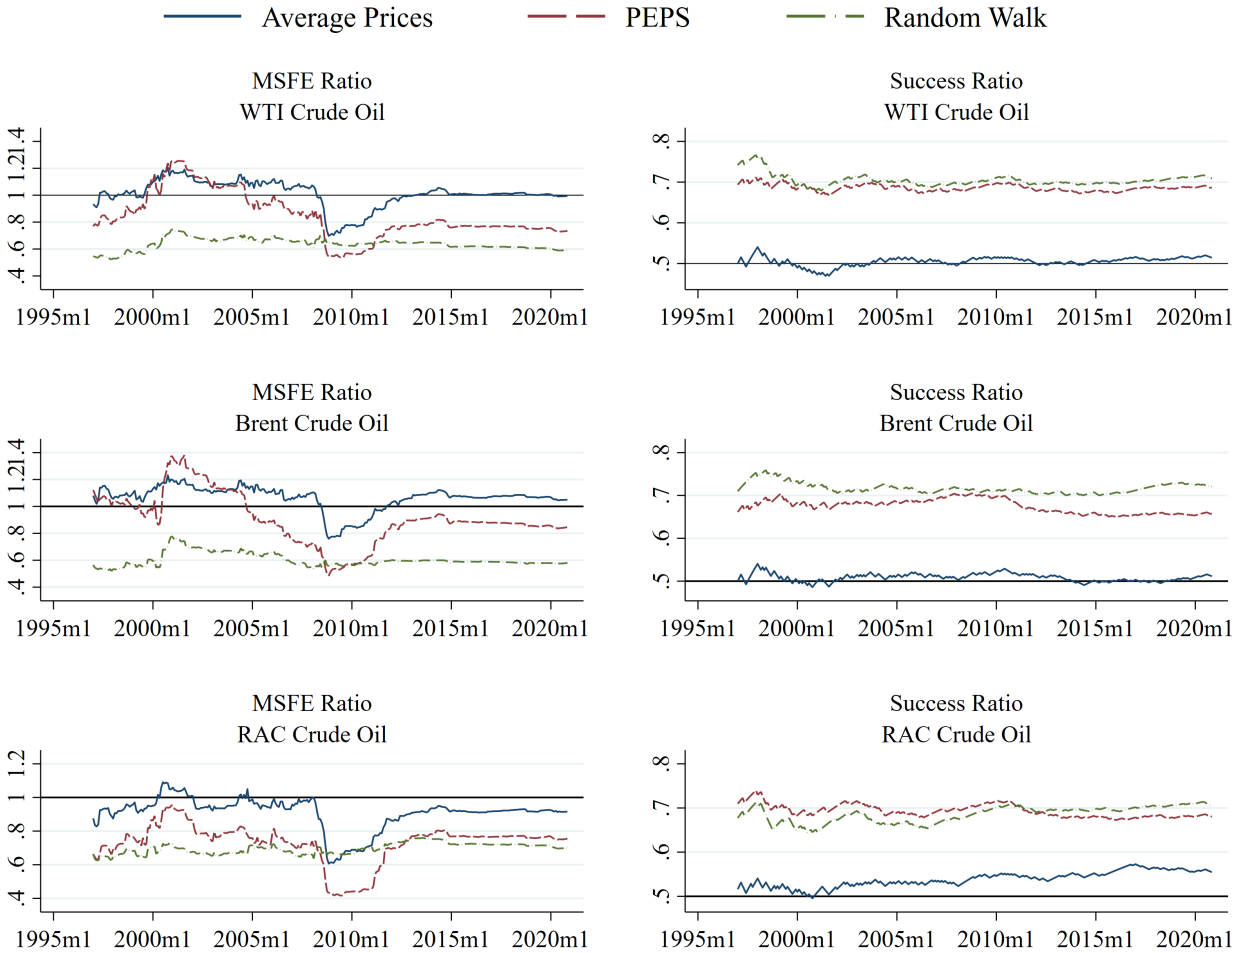 Average Prices PEPS Random Walk
MSFE Ratio
WTI Crude Oil
.4 .6 .8 1 1.2 1.4
1995m1 2000m1 2005m1 2010m1 2015m1 2020m1
Success Ratio
WTI Crude Oil
.5 .6 .7 .8
1995m1 2000m1 2005m1 2010m1 2015m1 2020m1
MSFE Ratio
Brent Crude Oil
.4 .6 .8 1 1.2 1.4
1995m1 2000m1 2005m1 2010m1 2015m1 2020m1
Success Ratio
Brent Crude Oil
.5 .6 .7 .8
1995m1 2000m1 2005m1 2010m1 2015m1 2020m1
MSFE Ratio
RAC Crude Oil
.4 .6 .8 1 1.2
1995m1 2000m1 2005m1 2010m1 2015m1 2020m1
Success Ratio
RAC Crude Oil
.5 .6 .7 .8
1995m1 2000m1 2005m1 2010m1 2015m1 2020m1